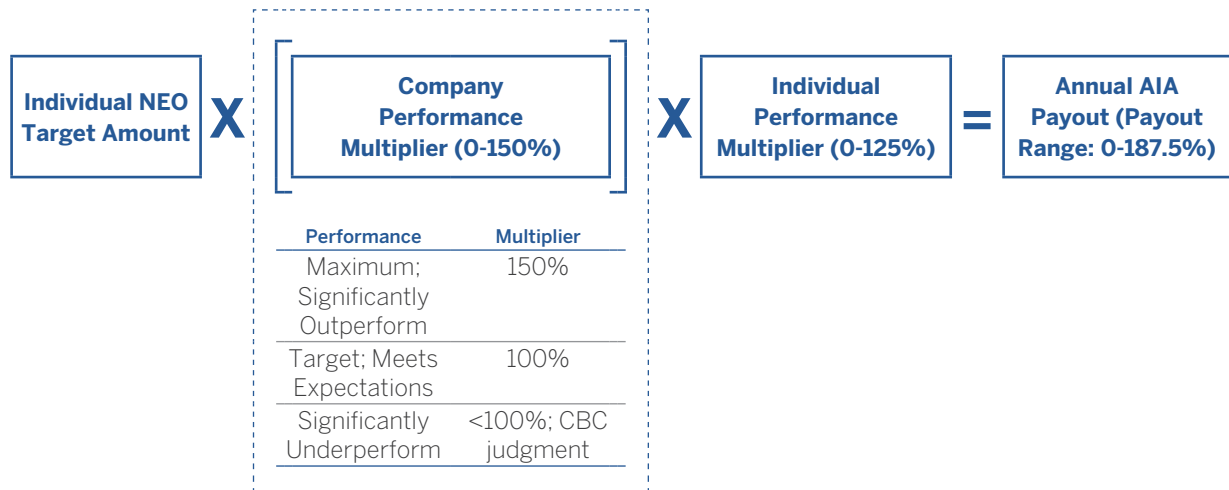 Individual NEO
Target Amount
X
Company
Performance
Multiplier (0-150%)
X
Individual
Performance
Multiplier (0-125%)
=
Annual AIA
Payout (Payout
Range: 0-187.5%)
Performance Multiplier
Maximum; 150%
Significantly
Outperform
Target; Meets 100%
Expectations
Significantly <100%; CBC
Underperform judgment